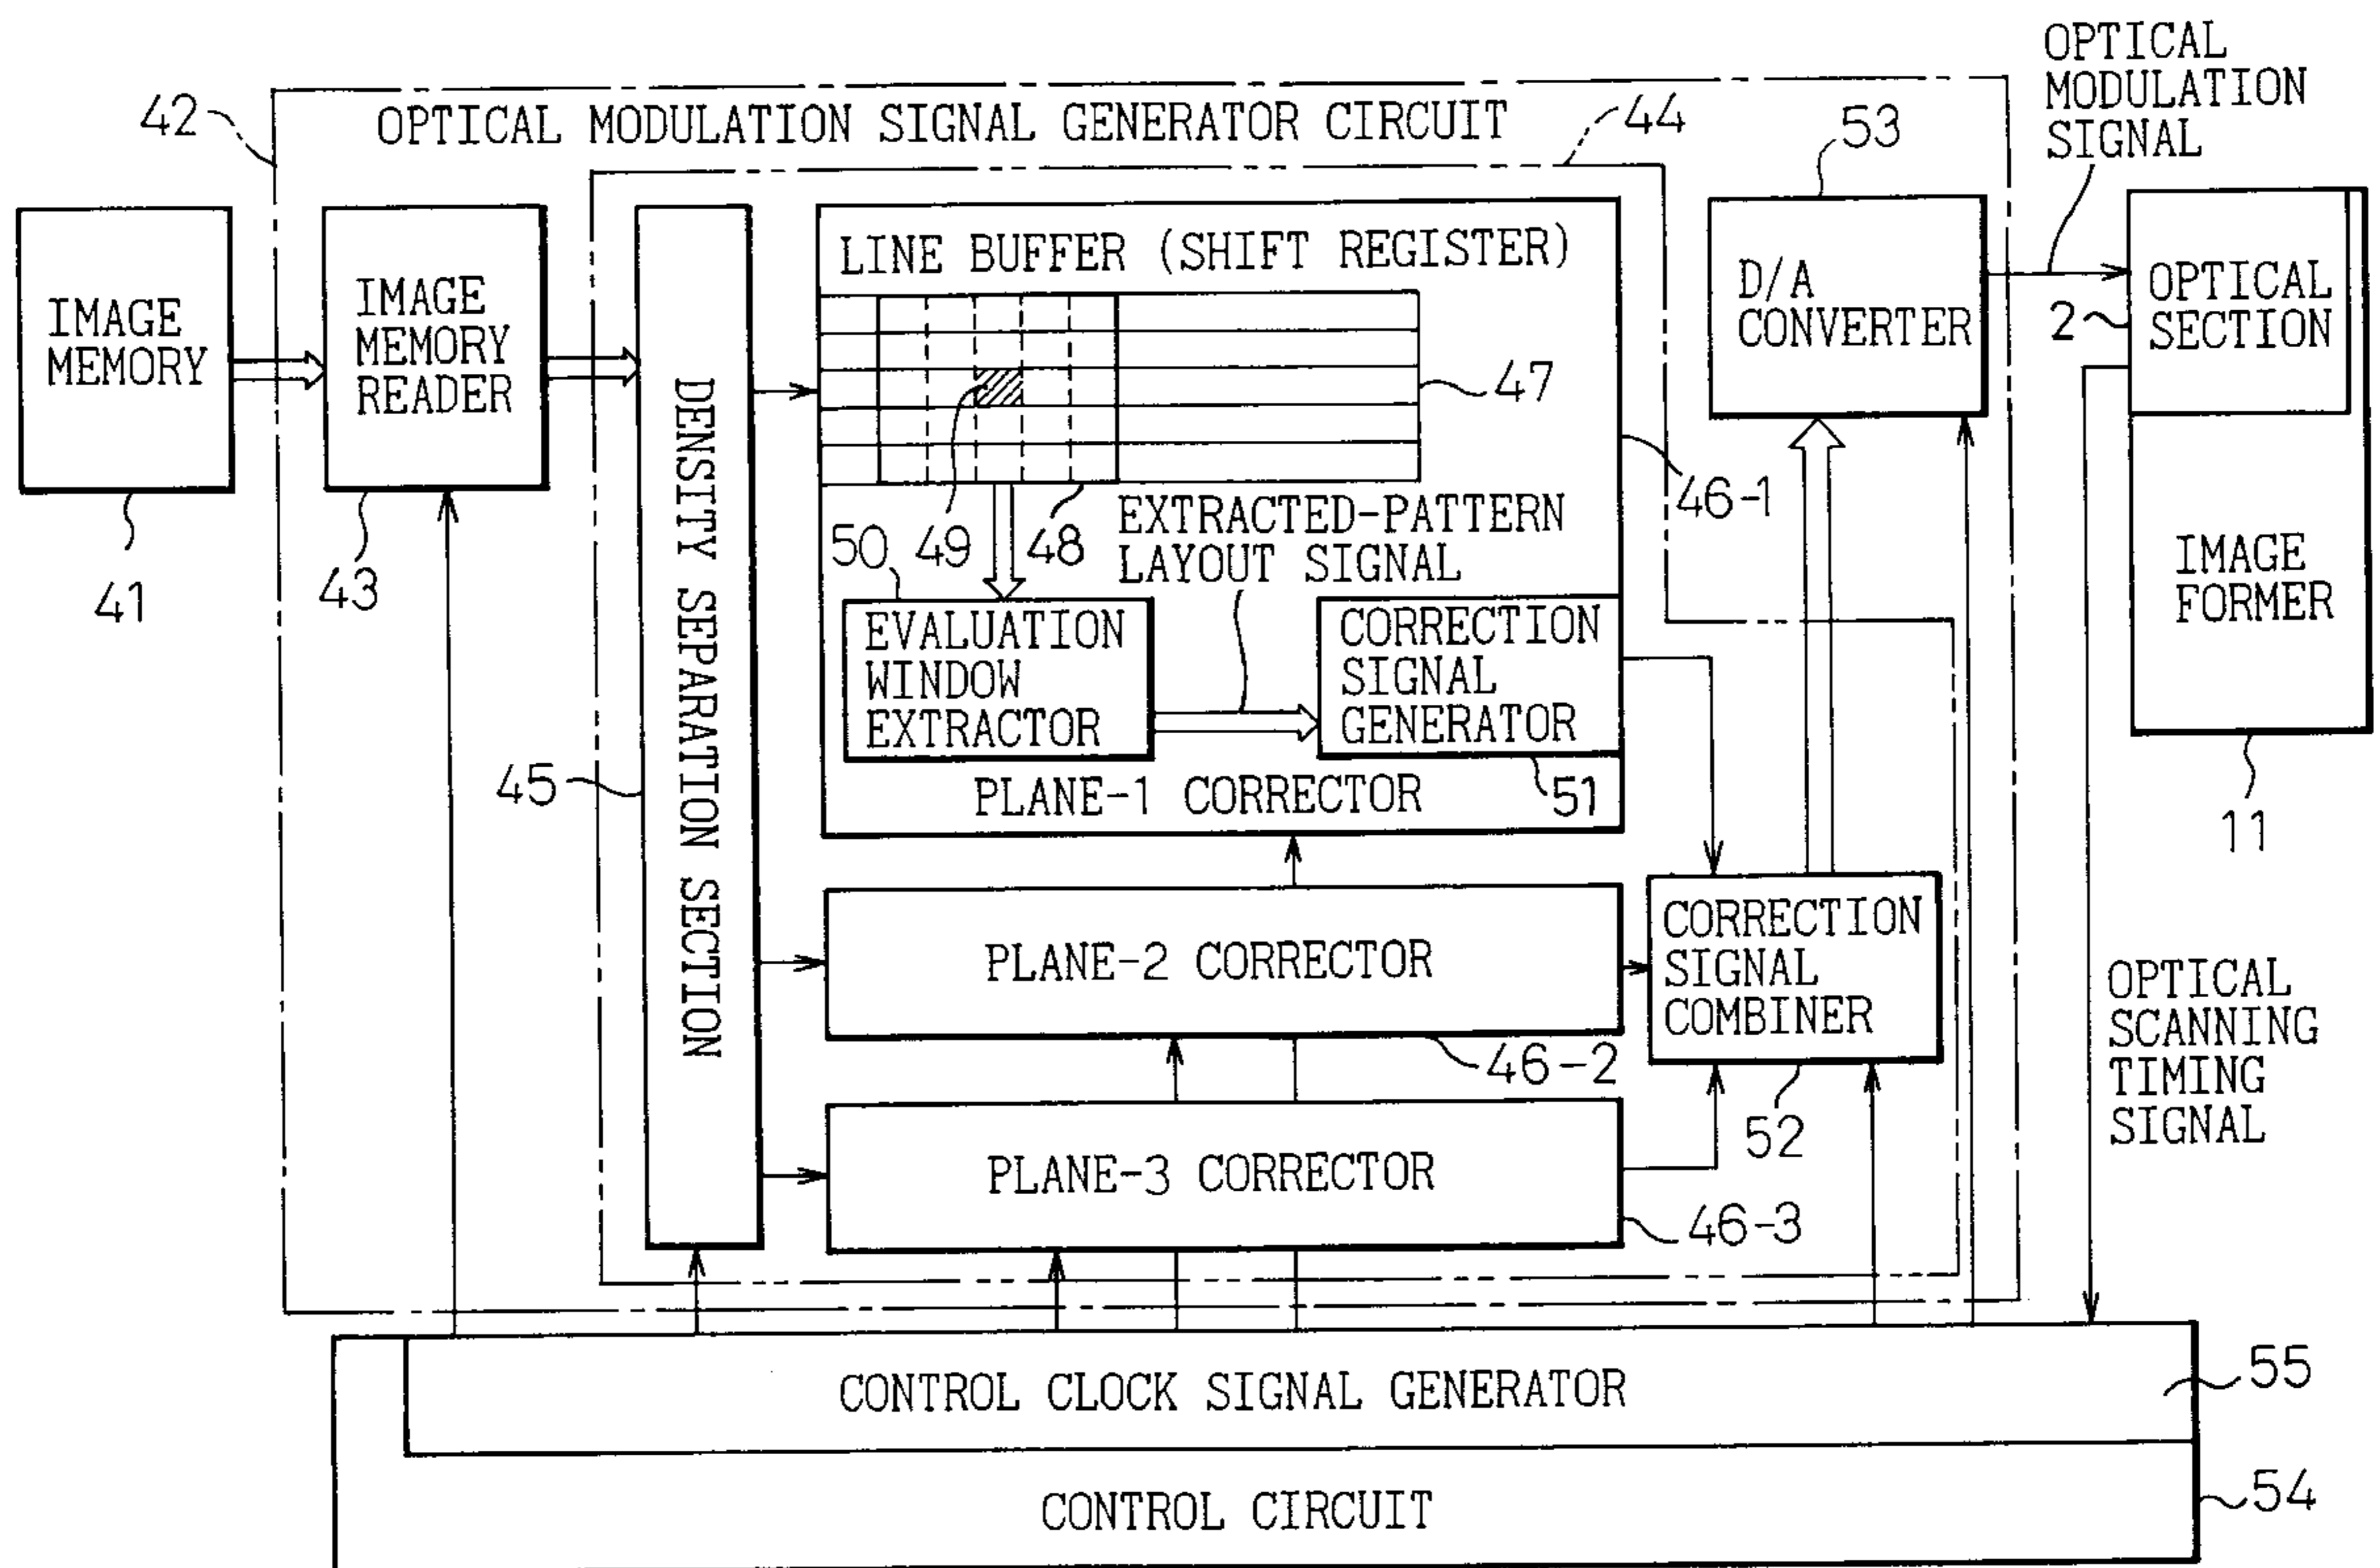 OPTICAL
MODULATION
SIGNAL
42
OPTICAL MODULATION SIGNAL GENERATOR CIRCUIT
44
53
IMAGE
MEMORY
41
IMAGE
MEMORY
READER
43
DENSITY SEPARATION SECTION
45
LINE BUFFER (SHIFT REGISTER)
47
46-1
49
48
50
EXTRACTED-PATTERN
LAYOUT SIGNAL
EVALUATION
WINDOW
EXTRACTOR
CORRECTION
SIGNAL
GENERATOR
51
PLANE-1 CORRECTOR
D/A
CONVERTER
2
OPTICAL
SECTION
IMAGE
FORMER
11
PLANE-2 CORRECTOR
46-2
CORRECTION
SIGNAL
COMBINER
52
OPTICAL
SCANNING
TIMING
SIGNAL
PLANE-3 CORRECTOR
46-3
CONTROL CLOCK SIGNAL GENERATOR
55
CONTROL CIRCUIT
54